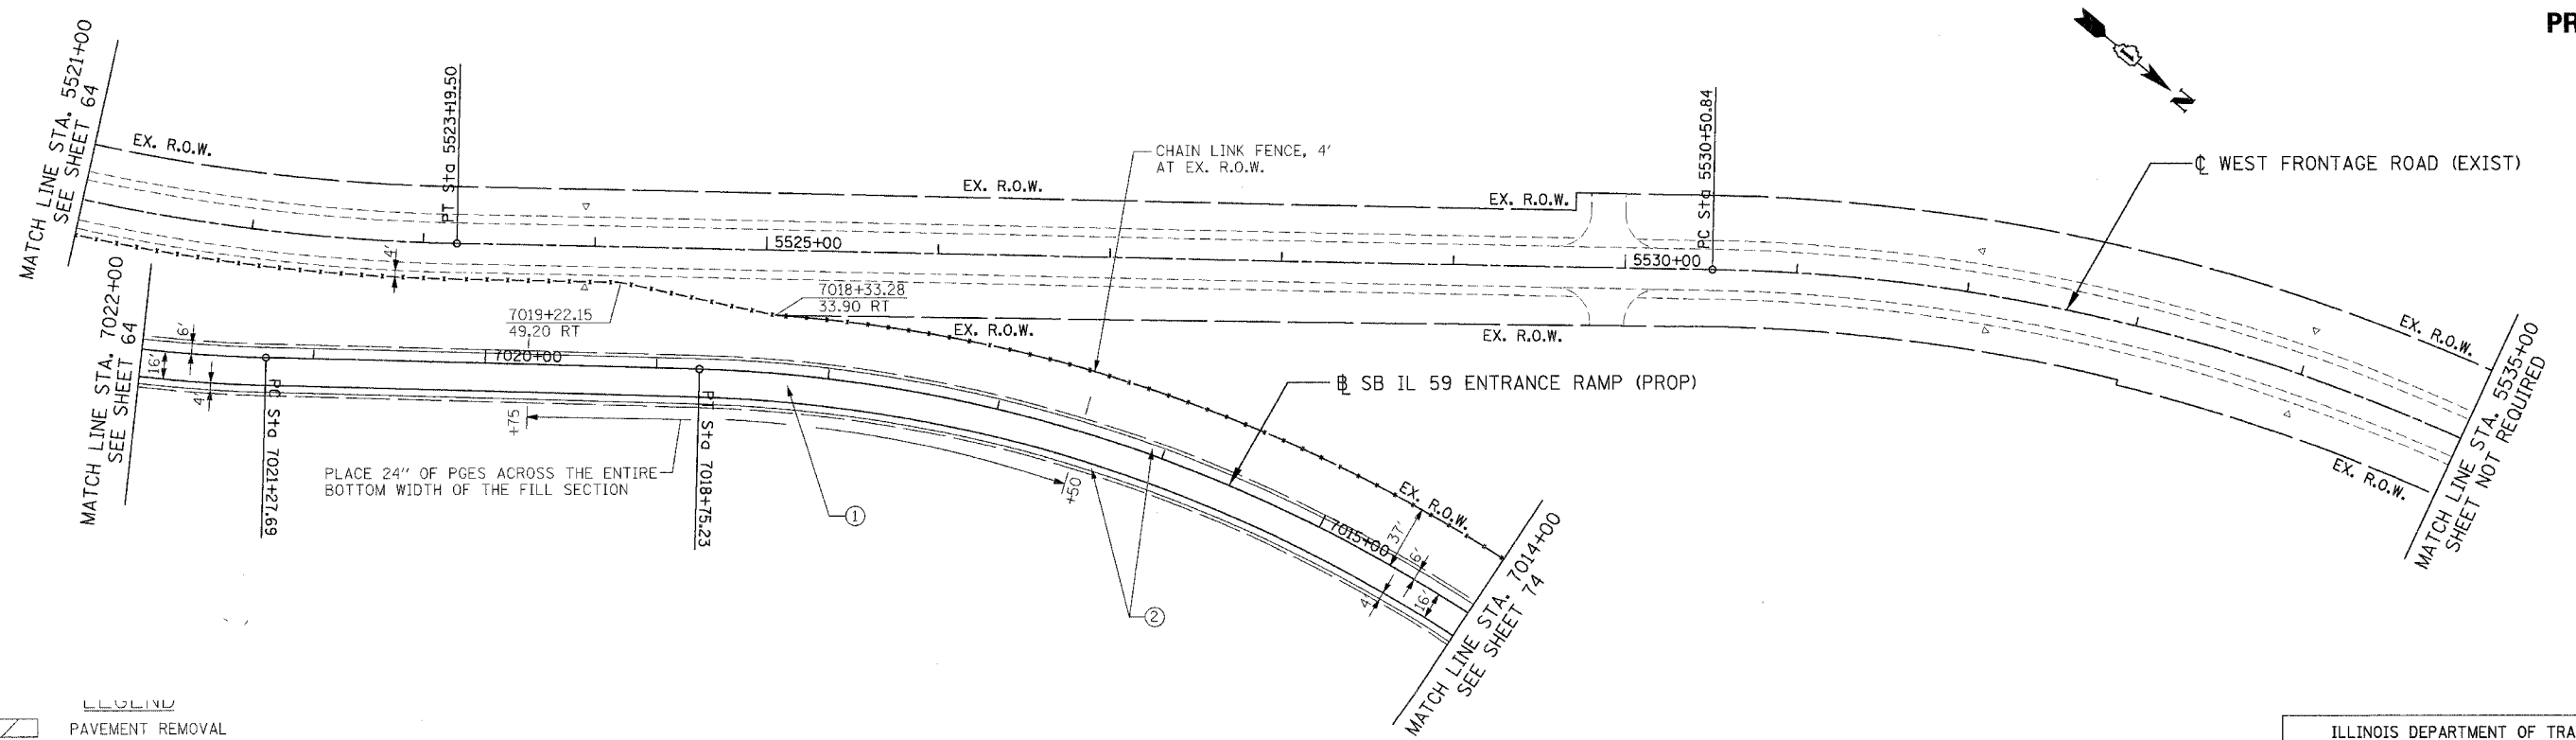 PR
N
MATCH LINE STA. 5521+00
SEE SHEET 64
EX. R.O.W.
PT Sta 5523+19.50
EX. R.O.W.
CHAIN LINK FENCE, 4'
AT EX. R.O.W.
EX. R.O.W.
PC Sta 5530+50.84
℄ WEST FRONTAGE ROAD (EXIST)
5525+00
5530+00
4'
7018+33.28
33.90 RT
7019+22.15
49.20 RT
EX. R.O.W.
EX. R.O.W.
EX. R.O.W.
EX. R.O.W.
MATCH LINE STA. 5535+00
SHEET NOT REQUIRED
MATCH LINE STA. 7022+00
SEE SHEET 64
6'
16'
4'
7020+00
PC Sta 7021+27.69
PT Sta 7018+75.23
+75
+50
PLACE 24" OF PGES ACROSS THE ENTIRE
BOTTOM WIDTH OF THE FILL SECTION
1
2
B SB IL 59 ENTRANCE RAMP (PROP)
EX. R.O.W.
7015+00
37'
6'
16'
4'
MATCH LINE STA. 7014+00
SEE SHEET 74
LEGEND
PAVEMENT REMOVAL
ILLINOIS DEPARTMENT OF TRA